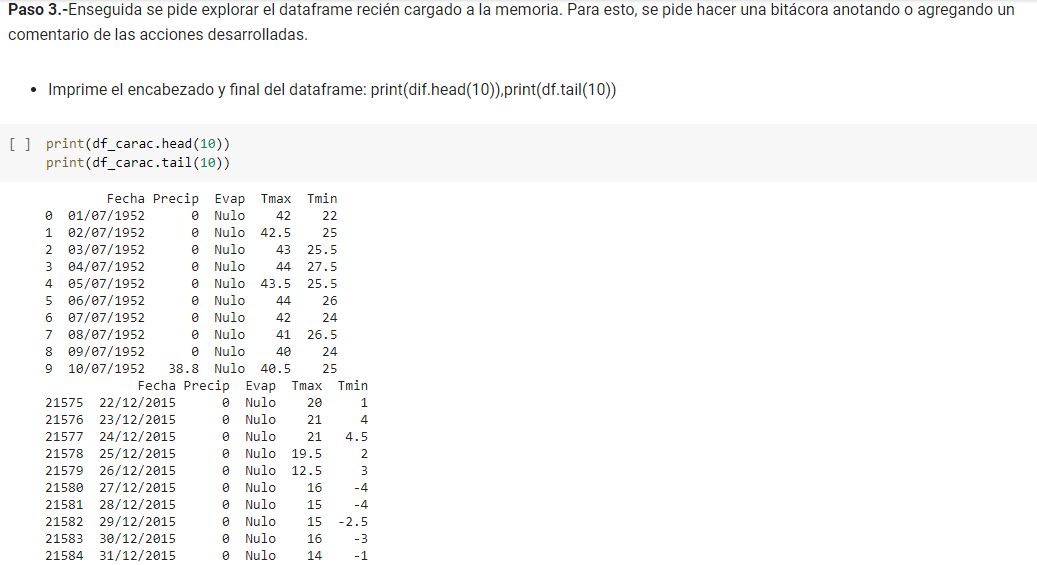 Paso 3.-Enseguida se pide explorar el dataframe recién cargado a la memoria. Para esto, se pide hacer una bitácora anotando o agregando un
comentario de las acciones desarrolladas.
• Imprime el encabezado y final del dataframe: print(dif.head(10)),print(df.tail(10))
[ ] print(df_carac.head(10))
print(df_carac.tail(10))
Fecha Precip Evap Tmax Tmin
0 01/07/1952 0 Nulo 42 22
1 02/07/1952 0 Nulo 42.5 25
2 03/07/1952 0 Nulo 43 25.5
3 04/07/1952 0 Nulo 44 27.5
4 05/07/1952 0 Nulo 43.5 25.5
5 06/07/1952 0 Nulo 44 26
6 07/07/1952 0 Nulo 42 24
7 08/07/1952 0 Nulo 41 26.5
8 09/07/1952 0 Nulo 40 24
9 10/07/1952 38.8 Nulo 40.5 25
Fecha Precip Evap Tmax Tmin
21575 22/12/2015 0 Nulo 20 1
21576 23/12/2015 0 Nulo 21 4
21577 24/12/2015 0 Nulo 21 4.5
21578 25/12/2015 0 Nulo 19.5 2
21579 26/12/2015 0 Nulo 12.5 3
21580 27/12/2015 0 Nulo 16 -4
21581 28/12/2015 0 Nulo 15 -4
21582 29/12/2015 0 Nulo 15 -2.5
21583 30/12/2015 0 Nulo 16 -3
21584 31/12/2015 0 Nulo 14 -1